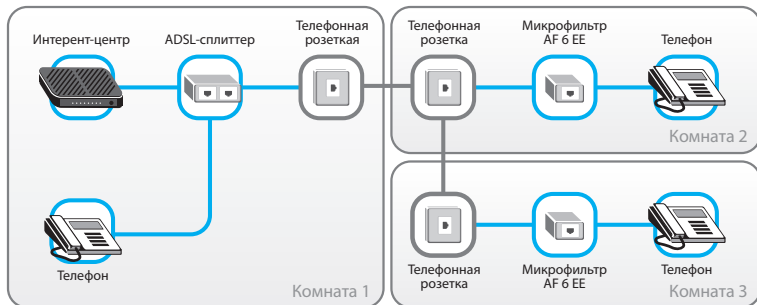 Интерент-центр
ADSL-сплиттер
Телефонная
розеткая
Телефон
Комната 1
Телефонная
розетка
Микрофильтр
AF 6 EE
Телефон
Комната 2
Телефонная
розетка
Микрофильтр
AF 6 EE
Телефон
Комната 3